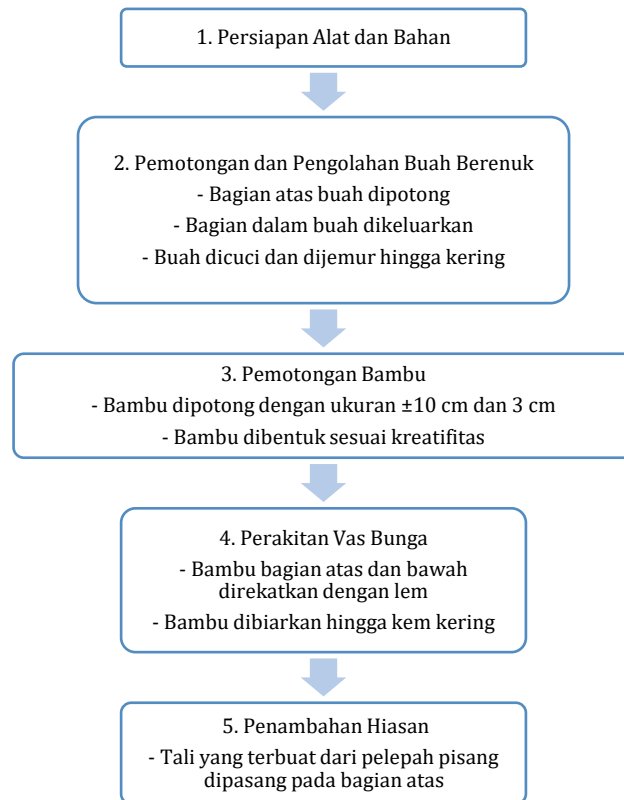 1. Persiapan Alat dan Bahan
2. Pemotongan dan Pengolahan Buah Berenuk
- Bagian atas buah dipotong
- Bagian dalam buah dikeluarkan
- Buah dicuci dan dijemur hingga kering
3. Pemotongan Bambu
- Bambu dipotong dengan ukuran ±10 cm dan 3 cm
- Bambu dibentuk sesuai kreatifitas
4. Perakitan Vas Bunga
- Bambu bagian atas dan bawah
direkatkan dengan lem
- Bambu dibiarkan hingga kem kering
5. Penambahan Hiasan
- Tali yang terbuat dari pelepah pisang
dipasang pada bagian atas